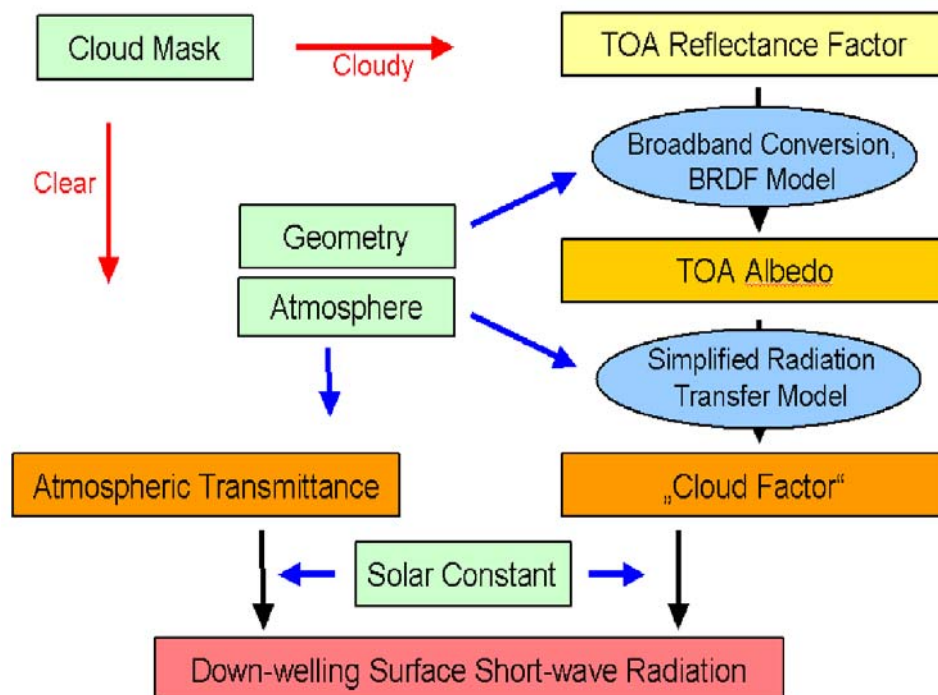 Cloud Mask
Cloudy
TOA Reflectance Factor
Broadband Conversion,
BRDF Model
Clear
Geometry
TOA Albedo
Atmosphere
Simplified Radiation
Transfer Model
Atmospheric Transmittance
„Cloud Factor“
Solar Constant
Down-welling Surface Short-wave Radiation